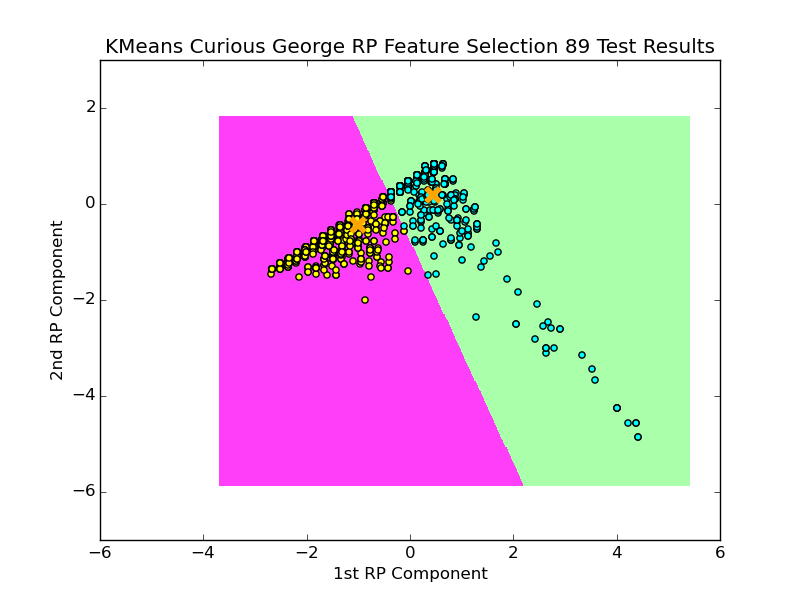 KMeans Curious George RP Feature Selection 89 Test Results
2
0
−2
−4
−6
2nd RP Component
−6 −4 −2 0 2 4 6
1st RP Component